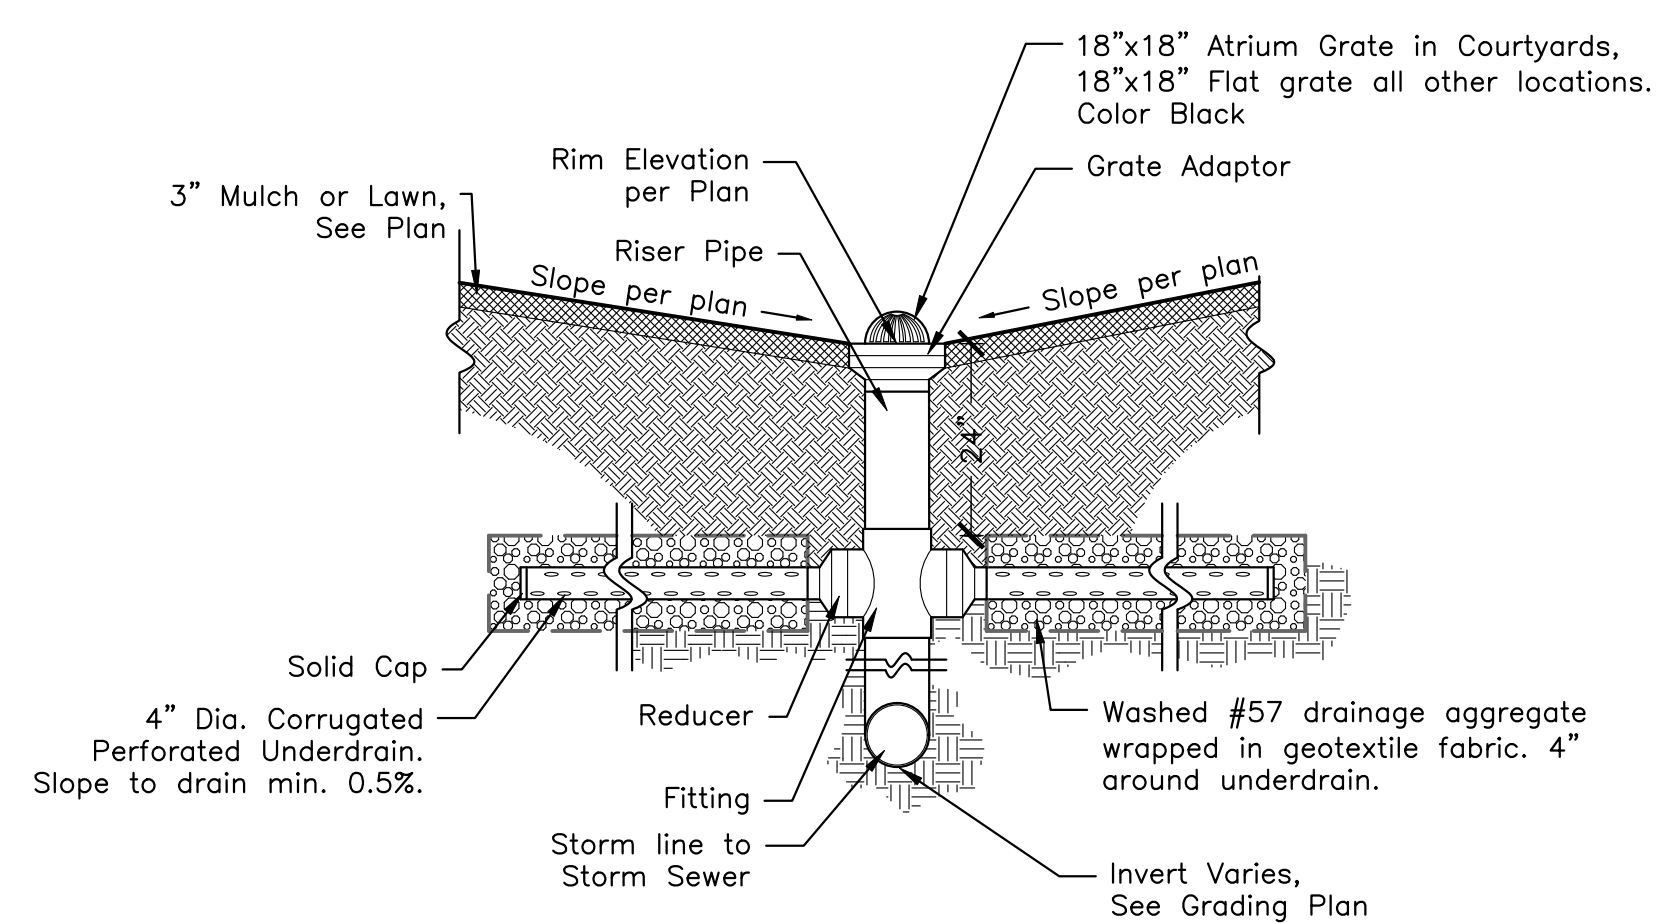 18”x18” Atrium Grate in Courtyards,
18”x18” Flat grate all other locations.
Color Black
Rim Elevation
per Plan
Grate Adaptor
3” Mulch or Lawn,
See Plan
Riser Pipe
Slope per plan
Slope per plan
24”
Solid Cap
4” Dia. Corrugated
Perforated Underdrain.
Slope to drain min. 0.5%.
Reducer
Washed #57 drainage aggregate
wrapped in geotextile fabric. 4”
around underdrain.
Fitting
Storm line to
Storm Sewer
Invert Varies,
See Grading Plan